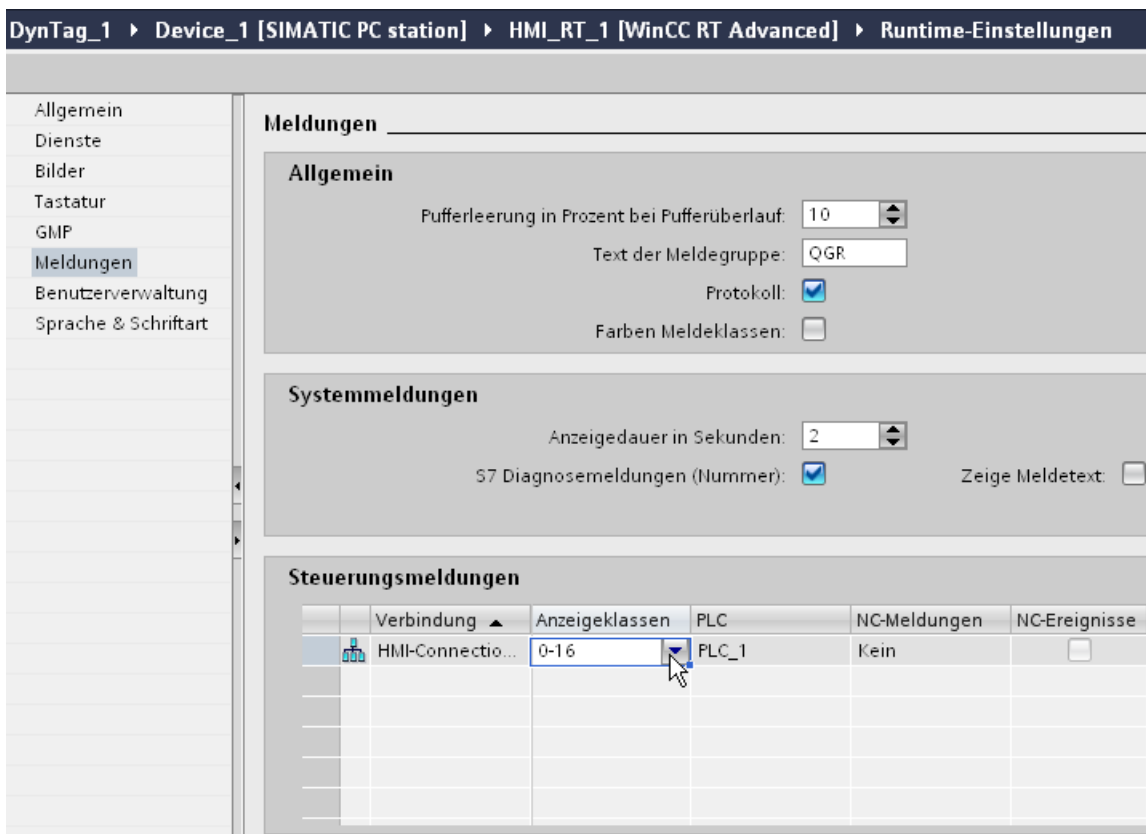 DynTag_1 ▸ Device_1 [SIMATIC PC station] ▸ HMI_RT_1 [WinCC RT Advanced] ▸ Runtime-Einstellungen
Allgemein
Dienste
Bilder
Tastatur
GMP
Meldungen
Benutzerverwaltung
Sprache & Schriftart
Meldungen
Allgemein
Pufferleerung in Prozent bei Pufferüberlauf: 10
Text der Meldegruppe: QGR
Protokoll:
Farben Meldeklassen:
Systemmeldungen
Anzeigedauer in Sekunden: 2
S7 Diagnosemeldungen (Nummer): Zeige Meldetext:
Steuerungsmeldungen
Verbindung Anzeigeklassen PLC NC-Meldungen NC-Ereignisse
HMI-Connectio... 0-16 PLC_1 Kein